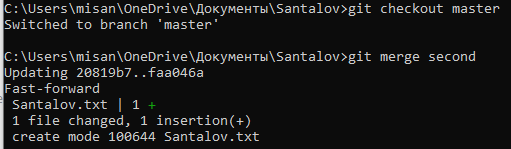 C:\Users\misan\OneDrive\Документы\Santalov>git checkout master
Switched to branch 'master'
C:\Users\misan\OneDrive\Документы\Santalov>git merge second
Updating 20819b7..faa046a
Fast-forward
 Santalov.txt | 1 +
 1 file changed, 1 insertion(+)
 create mode 100644 Santalov.txt